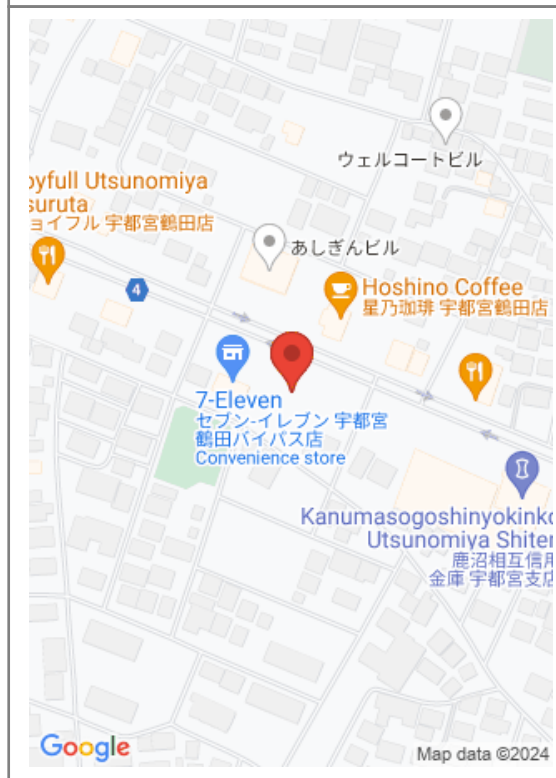 ウェルコートビル
oyfull Utsunomiya
suruta
ョイフル 宇都宮鶴田店
あしぎんビル
4
Hoshino Coffee
星乃珈琲 宇都宮鶴田店
7-Eleven
セブン-イレブン 宇都宮
鶴田バイパス店
Convenience store
Kanumasogoshinyokinko
Utsunomiya Shiten
鹿沼相互信用
金庫 宇都宮支店
Google
Map data ©2024